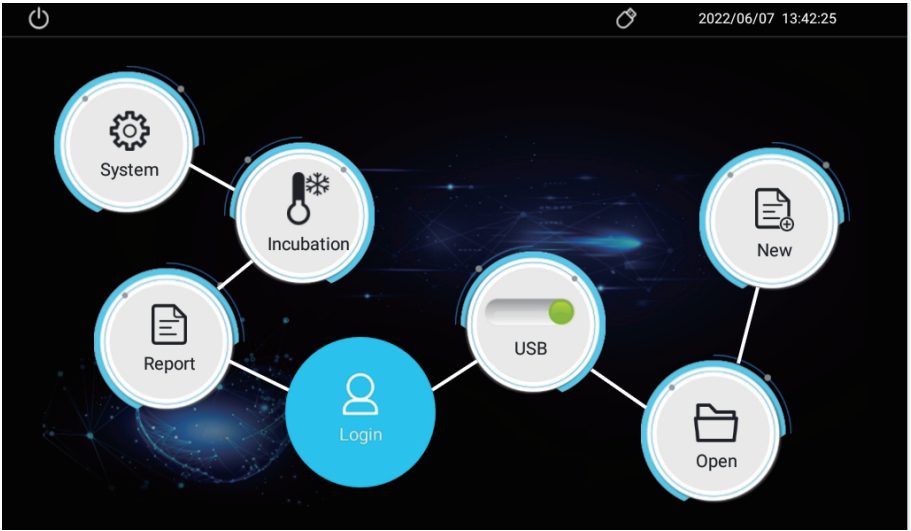 2022/06/07 13:42:25
System
Incubation
New
Report
USB
Login
Open